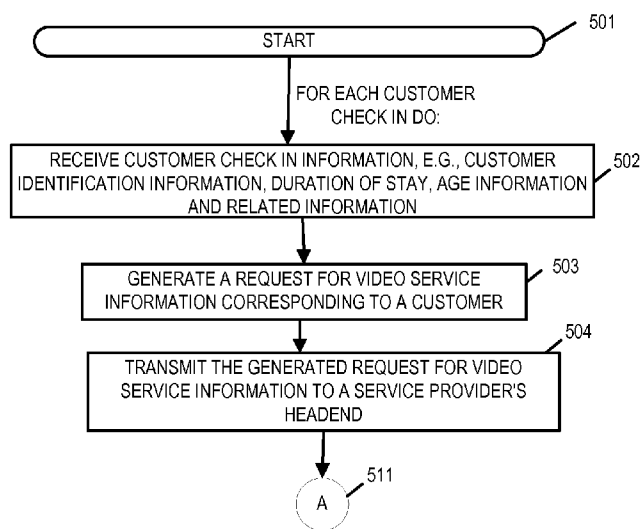 START
501
FOR EACH CUSTOMER
CHECK IN DO:
RECEIVE CUSTOMER CHECK IN INFORMATION, E.G., CUSTOMER
IDENTIFICATION INFORMATION, DURATION OF STAY, AGE INFORMATION
AND RELATED INFORMATION
502
GENERATE A REQUEST FOR VIDEO SERVICE
INFORMATION CORRESPONDING TO A CUSTOMER
503
504
TRANSMIT THE GENERATED REQUEST FOR VIDEO
SERVICE INFORMATION TO A SERVICE PROVIDER'S
HEADEND
A
511